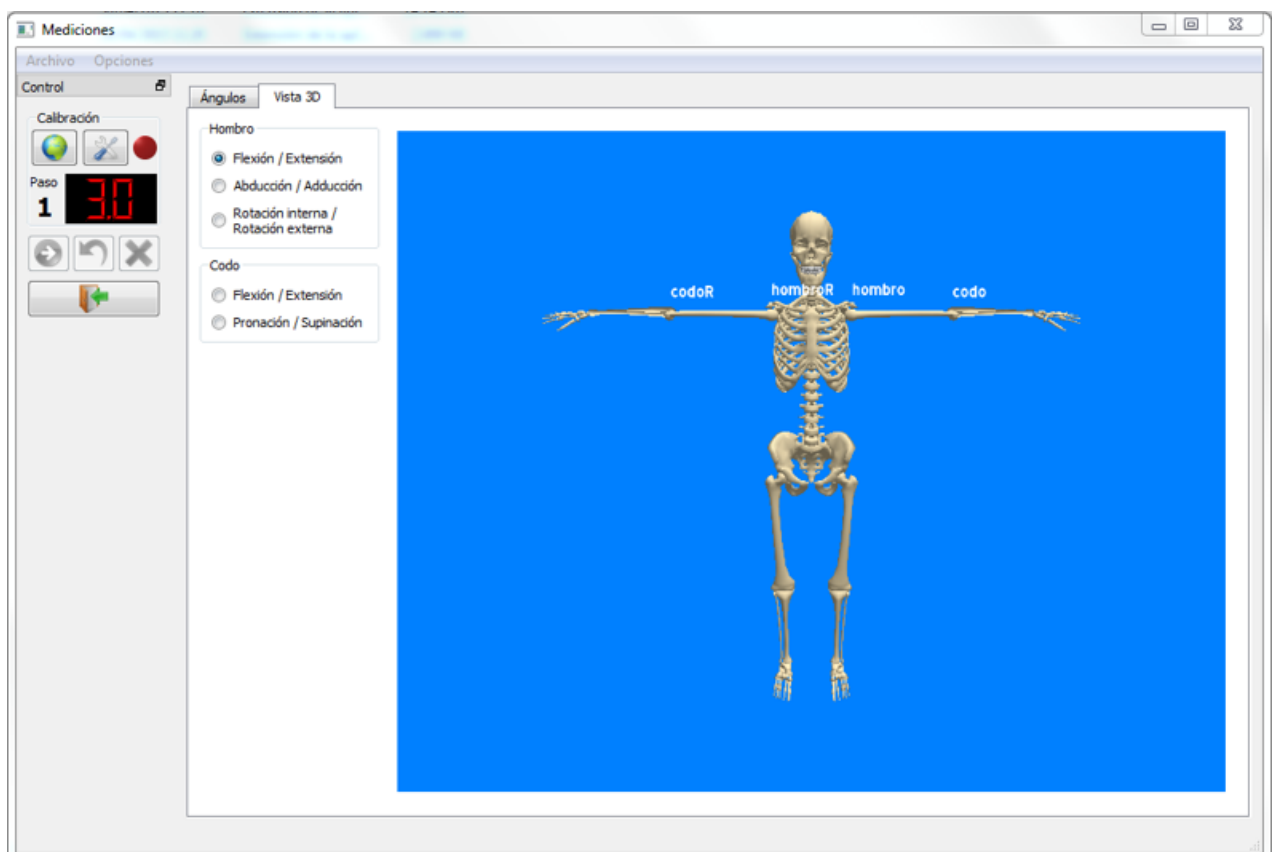 Mediciones
Archivo Opciones
Control
Calibración
Paso
1
3.0
Ángulos Vista 3D
Hombro
Flexión / Extensión
Abducción / Adducción
Rotación interna /
Rotación externa
Codo
Flexión / Extensión
Pronación / Supinación
codoR hombroR hombro codo